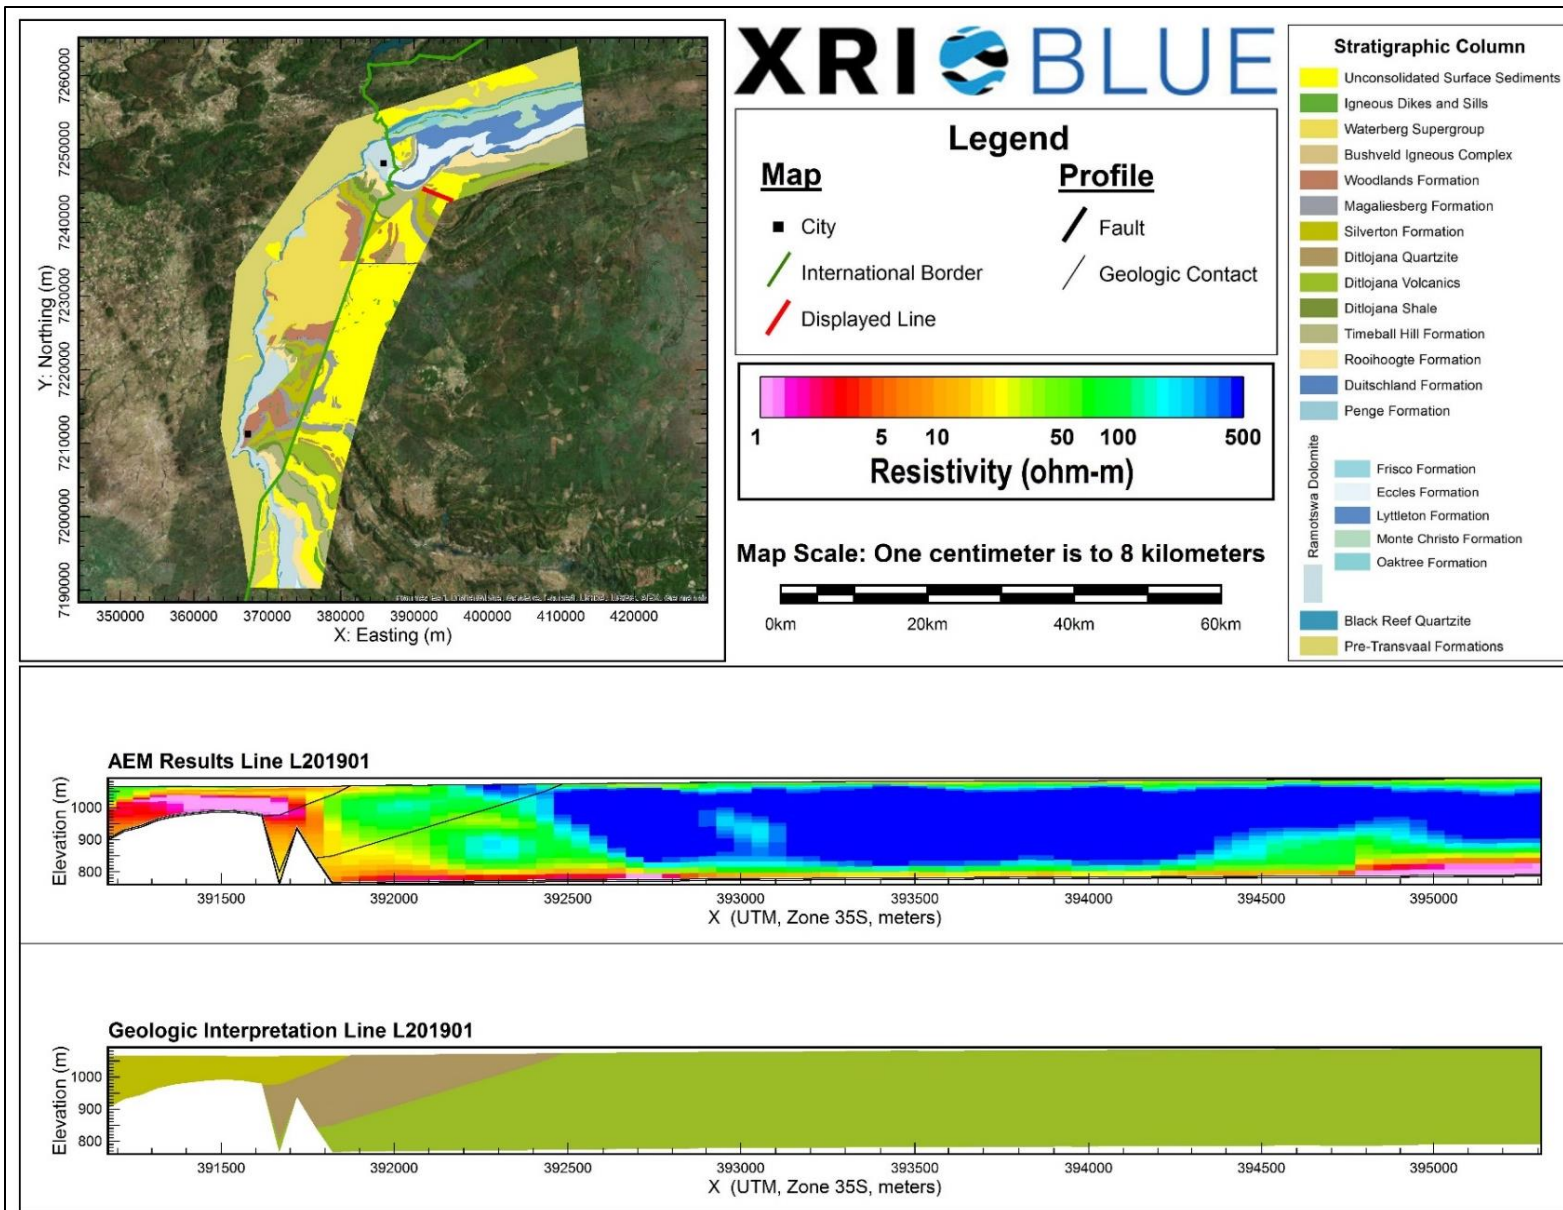 7260000
7250000
7240000
7230000
7220000
7210000
7200000
7190000
Y: Northing (m)
350000 360000 370000 380000 390000 400000 410000 420000
X: Easting (m)
XRI BLUE
Legend
Map
City
International Border
Displayed Line
Profile
Fault
Geologic Contact
1 5 10 50 100 500
Resistivity (ohm-m)
Map Scale: One centimeter is to 8 kilometers
0km 20km 40km 60km
Stratigraphic Column
Unconsolidated Surface Sediments
Igneous Dikes and Sills
Waterberg Supergroup
Bushveld Igneous Complex
Woodlands Formation
Magaliesberg Formation
Silverton Formation
Ditlojana Quartzite
Ditlojana Volcanics
Ditlojana Shale
Timeball Hill Formation
Rooihoogte Formation
Duitschland Formation
Penge Formation
Ramotswa Dolomite
Frisco Formation
Eccles Formation
Lyttleton Formation
Monte Christo Formation
Oaktree Formation
Black Reef Quartzite
Pre-Transvaal Formations
AEM Results Line L201901
Elevation (m)
1000
900
800
391500 392000 392500 393000 393500 394000 394500 395000
X (UTM, Zone 35S, meters)
Geologic Interpretation Line L201901
Elevation (m)
1000
900
800
391500 392000 392500 393000 393500 394000 394500 395000
X (UTM, Zone 35S, meters)